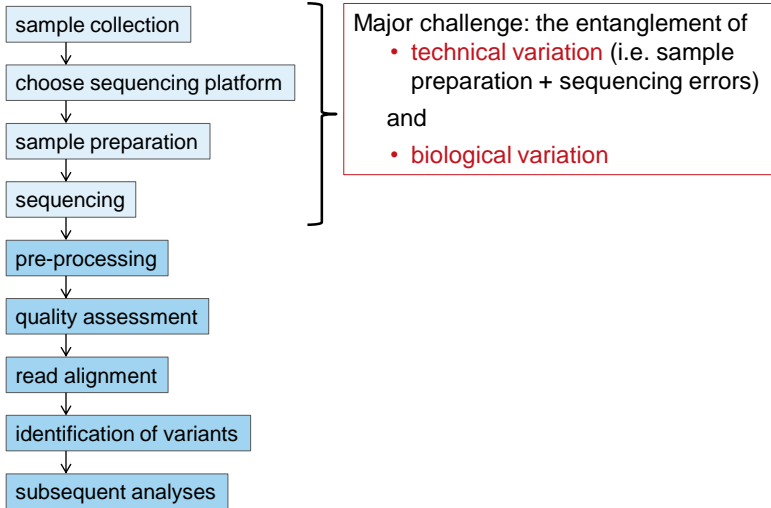 sample collection
choose sequencing platform
sample preparation
sequencing
pre-processing
quality assessment
read alignment
identification of variants
subsequent analyses
Major challenge: the entanglement of
• technical variation (i.e. sample
preparation + sequencing errors)
and
• biological variation